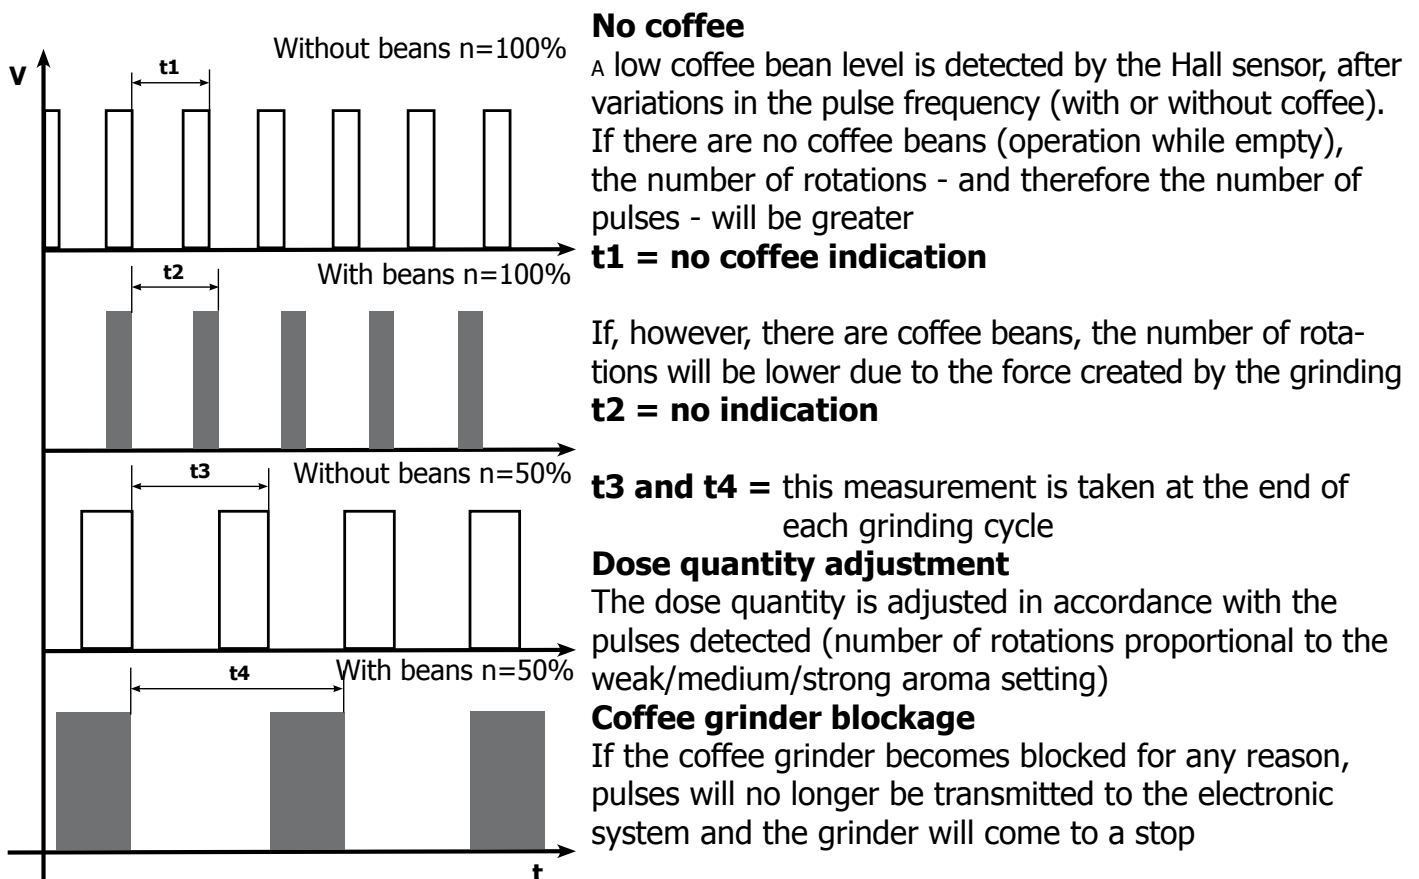 V
Without beans n=100%
t1
With beans n=100%
t2
Without beans n=50%
t3
With beans n=50%
t4
t
No coffee
A low coffee bean level is detected by the Hall sensor, after
variations in the pulse frequency (with or without coffee).
If there are no coffee beans (operation while empty),
the number of rotations - and therefore the number of
pulses - will be greater
t1 = no coffee indication
If, however, there are coffee beans, the number of rota-
tions will be lower due to the force created by the grinding
t2 = no indication
t3 and t4 = this measurement is taken at the end of
each grinding cycle
Dose quantity adjustment
The dose quantity is adjusted in accordance with the
pulses detected (number of rotations proportional to the
weak/medium/strong aroma setting)
Coffee grinder blockage
If the coffee grinder becomes blocked for any reason,
pulses will no longer be transmitted to the electronic
system and the grinder will come to a stop